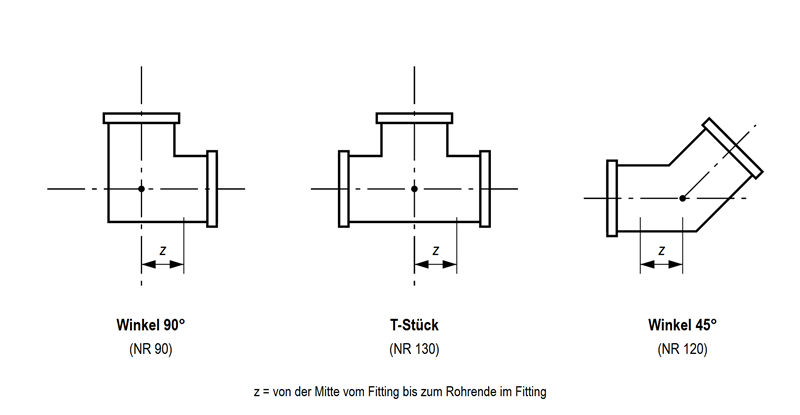 z
z
z
Winkel 90°
(NR 90)
T-Stück
(NR 130)
Winkel 45°
(NR 120)
z = von der Mitte vom Fitting bis zum Rohrende im Fitting